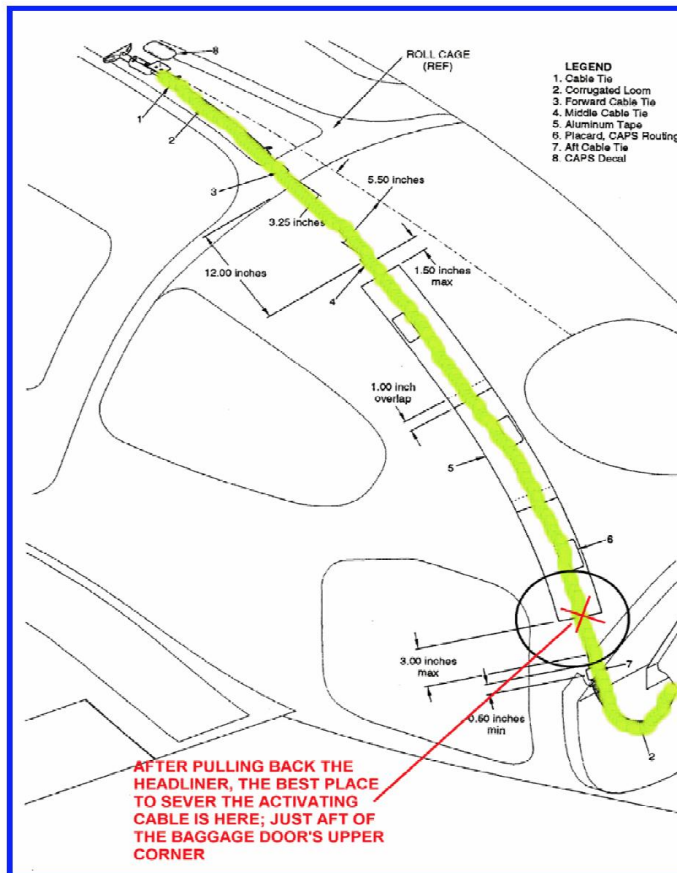 8
ROLL CAGE
(REF)
LEGEND
1. Cable Tie
2. Corrugated Loom
3. Forward Cable Tie
4. Middle Cable Tie
5. Aluminum Tape
6. Placard, CAPS Routing
7. Aft Cable Tie
8. CAPS Decal
1
2
3
5.50 inches
3.25 inches
12.00 inches
1.50 inches
max
4
1.00 inch
overlap
5
6
3.00 inches
max
7
0.50 inches
min
2
AFTER PULLING BACK THE
HEADLINER, THE BEST PLACE
TO SEVER THE ACTIVATING
CABLE IS HERE; JUST AFT OF
THE BAGGAGE DOOR'S UPPER
CORNER